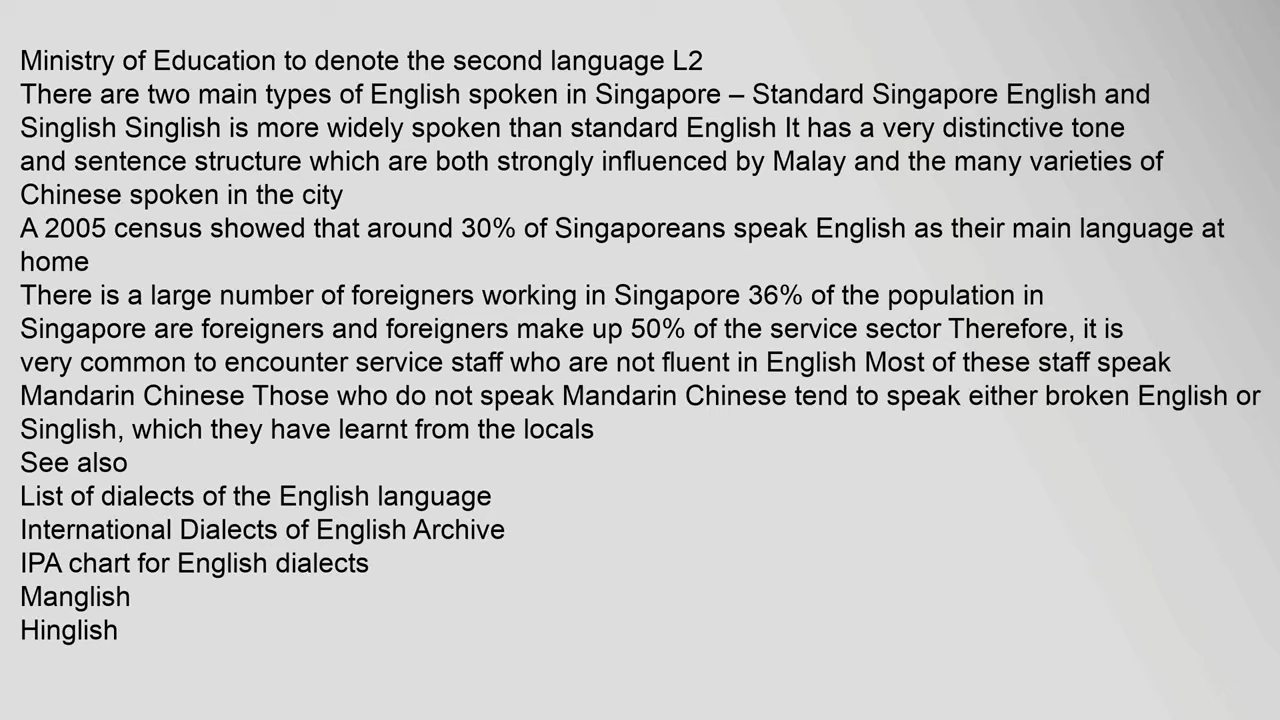 Ministry of Education to denote the second language L2
There are two main types of English spoken in Singapore – Standard Singapore English and
Singlish Singlish is more widely spoken than standard English It has a very distinctive tone
and sentence structure which are both strongly influenced by Malay and the many varieties of
Chinese spoken in the city
A 2005 census showed that around 30% of Singaporeans speak English as their main language at
home
There is a large number of foreigners working in Singapore 36% of the population in
Singapore are foreigners and foreigners make up 50% of the service sector Therefore, it is
very common to encounter service staff who are not fluent in English Most of these staff speak
Mandarin Chinese Those who do not speak Mandarin Chinese tend to speak either broken English or
Singlish, which they have learnt from the locals
See also
List of dialects of the English language
International Dialects of English Archive
IPA chart for English dialects
Manglish
Hinglish